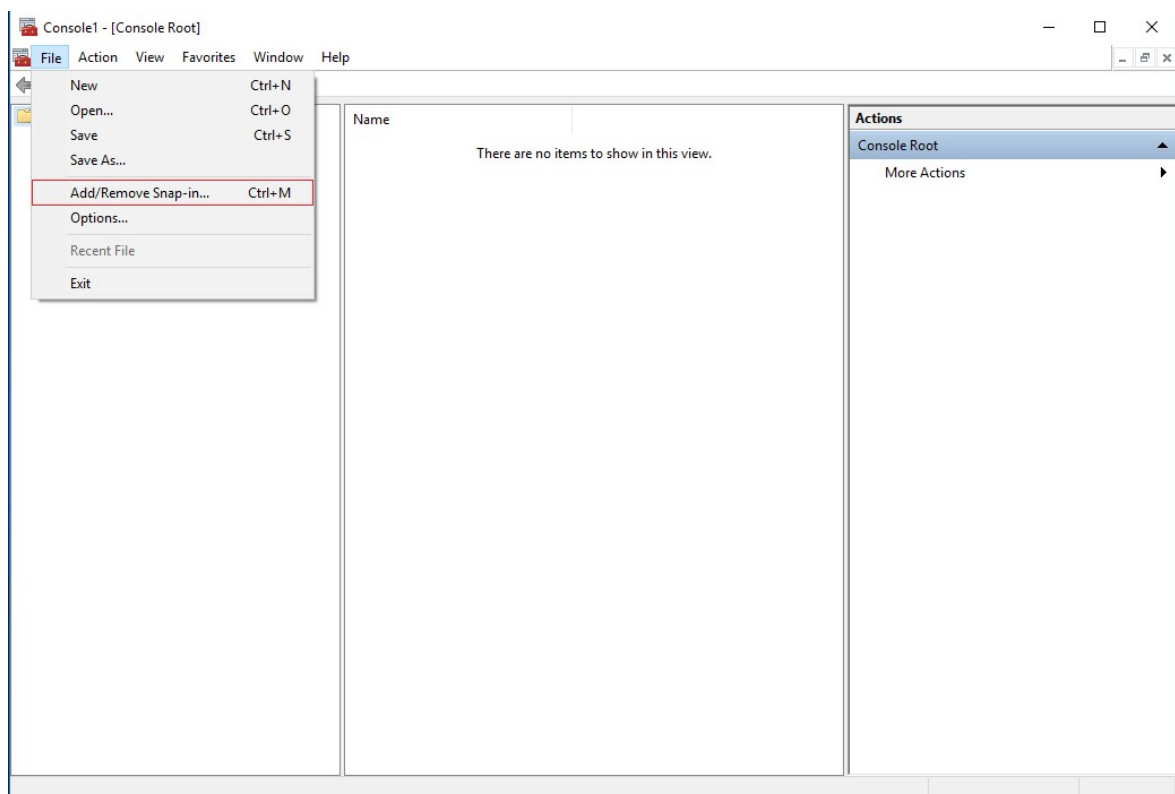 Console1 - [Console Root]
File Action View Favorites Window Help
New Ctrl+N
Open... Ctrl+O
Save Ctrl+S
Save As...
Add/Remove Snap-in... Ctrl+M
Options...
Recent File
Exit
Name
There are no items to show in this view.
Actions
Console Root
More Actions